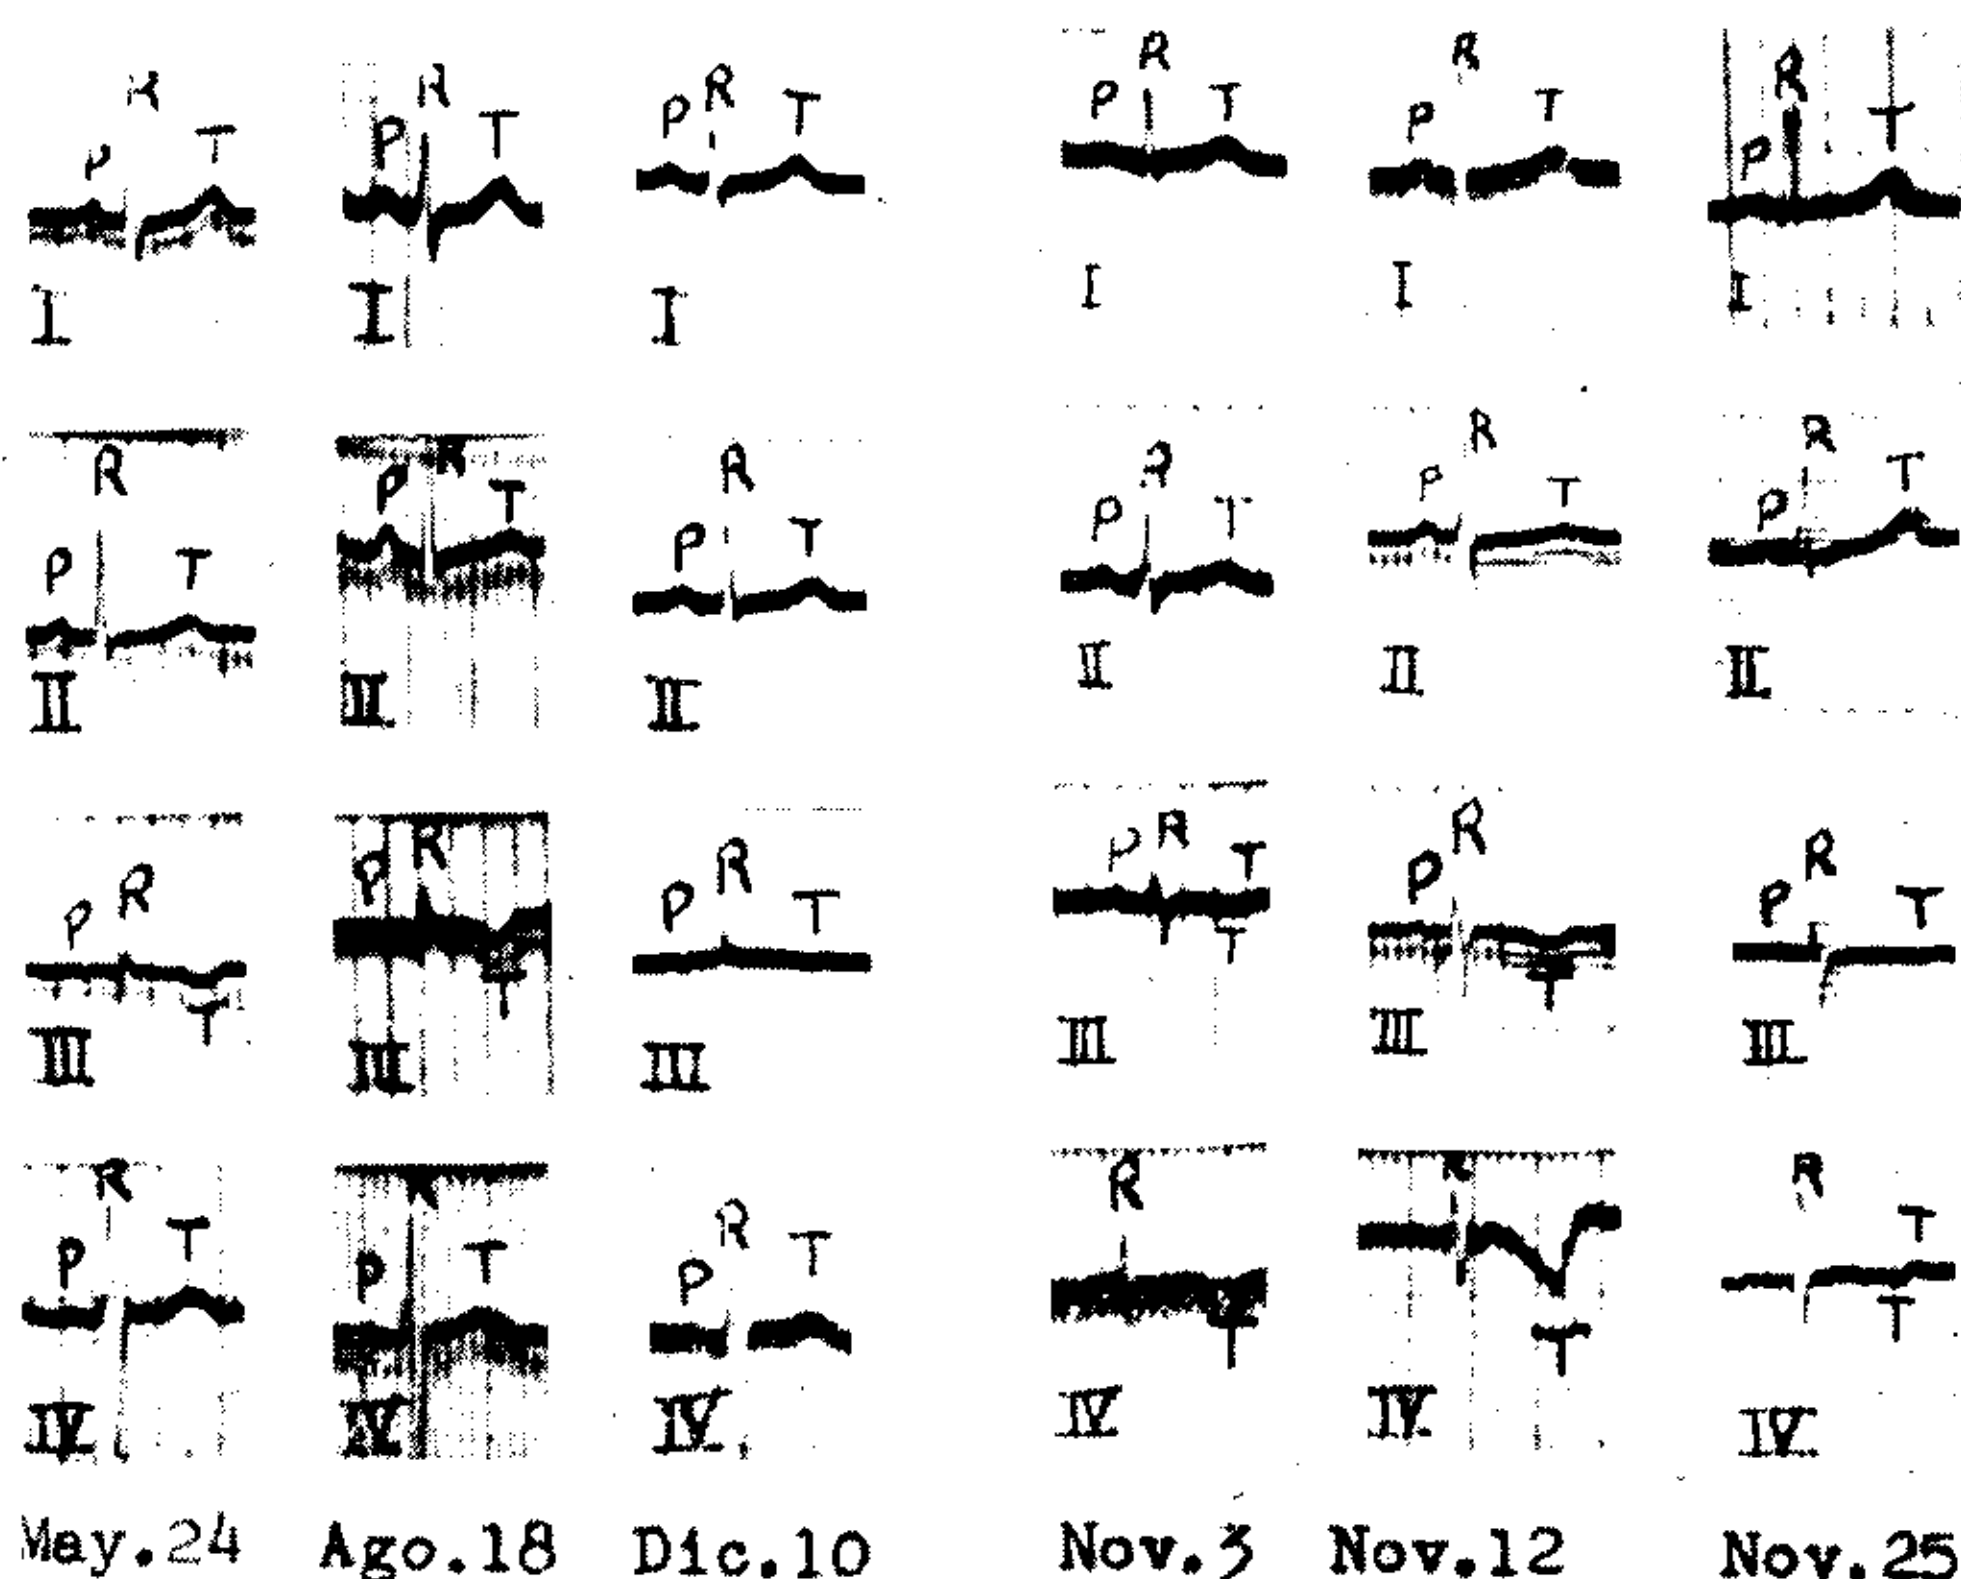 R R R R R R
P T P T P T P T P T P T
I I I I I I
R R R R R R
P T P T P T P T P T P T
II II II II II II
R R R R R R
P P P T P T P P T
T T T T
III III III III III III
R R R R R R
P T P T P T T
T T T
IV IV IV IV IV IV
May.24 Ago.18 Dic.10 Nov.3 Nov.12 Nov.25